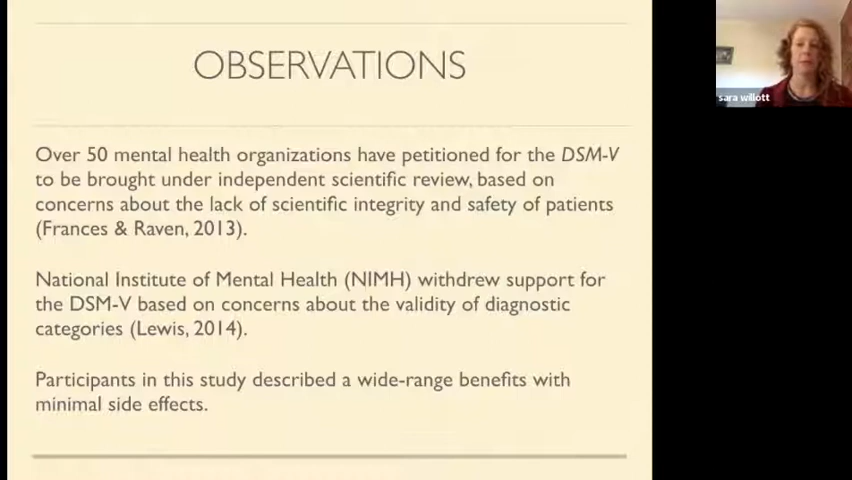 OBSERVATIONS
Over 50 mental health organizations have petitioned for the DSM-V
to be brought under independent scientific review, based on
concerns about the lack of scientific integrity and safety of patients
(Frances & Raven, 2013).
National Institute of Mental Health (NIMH) withdrew support for
the DSM-V based on concerns about the validity of diagnostic
categories (Lewis, 2014).
Participants in this study described a wide-range benefits with
minimal side effects.
sara willott